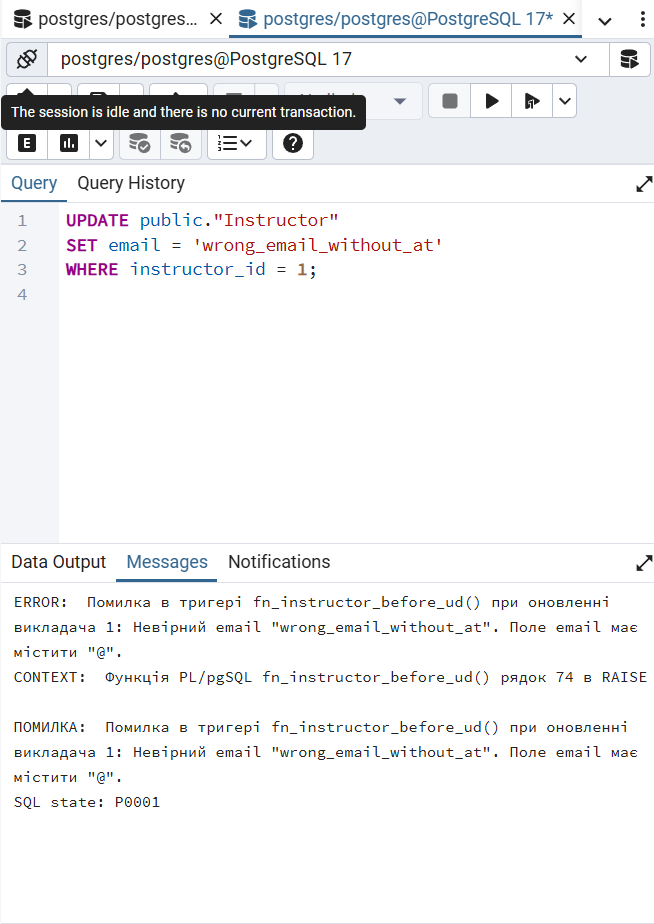 postgres/postgres...
postgres/postgres@PostgreSQL 17*
postgres/postgres@PostgreSQL 17
The session is idle and there is no current transaction.
E
Query
Query History
1 UPDATE public."Instructor"
2 SET email = 'wrong_email_without_at'
3 WHERE instructor_id = 1;
4
Data Output
Messages
Notifications
ERROR:  Помилка в тригері fn_instructor_before_ud() при оновленні
викладача 1: Невірний email "wrong_email_without_at". Поле email має
містити "@".
CONTEXT:  Функція PL/pgSQL fn_instructor_before_ud() рядок 74 в RAISE
ПОМИЛКА:  Помилка в тригері fn_instructor_before_ud() при оновленні
викладача 1: Невірний email "wrong_email_without_at". Поле email має
містити "@".
SQL state: P0001